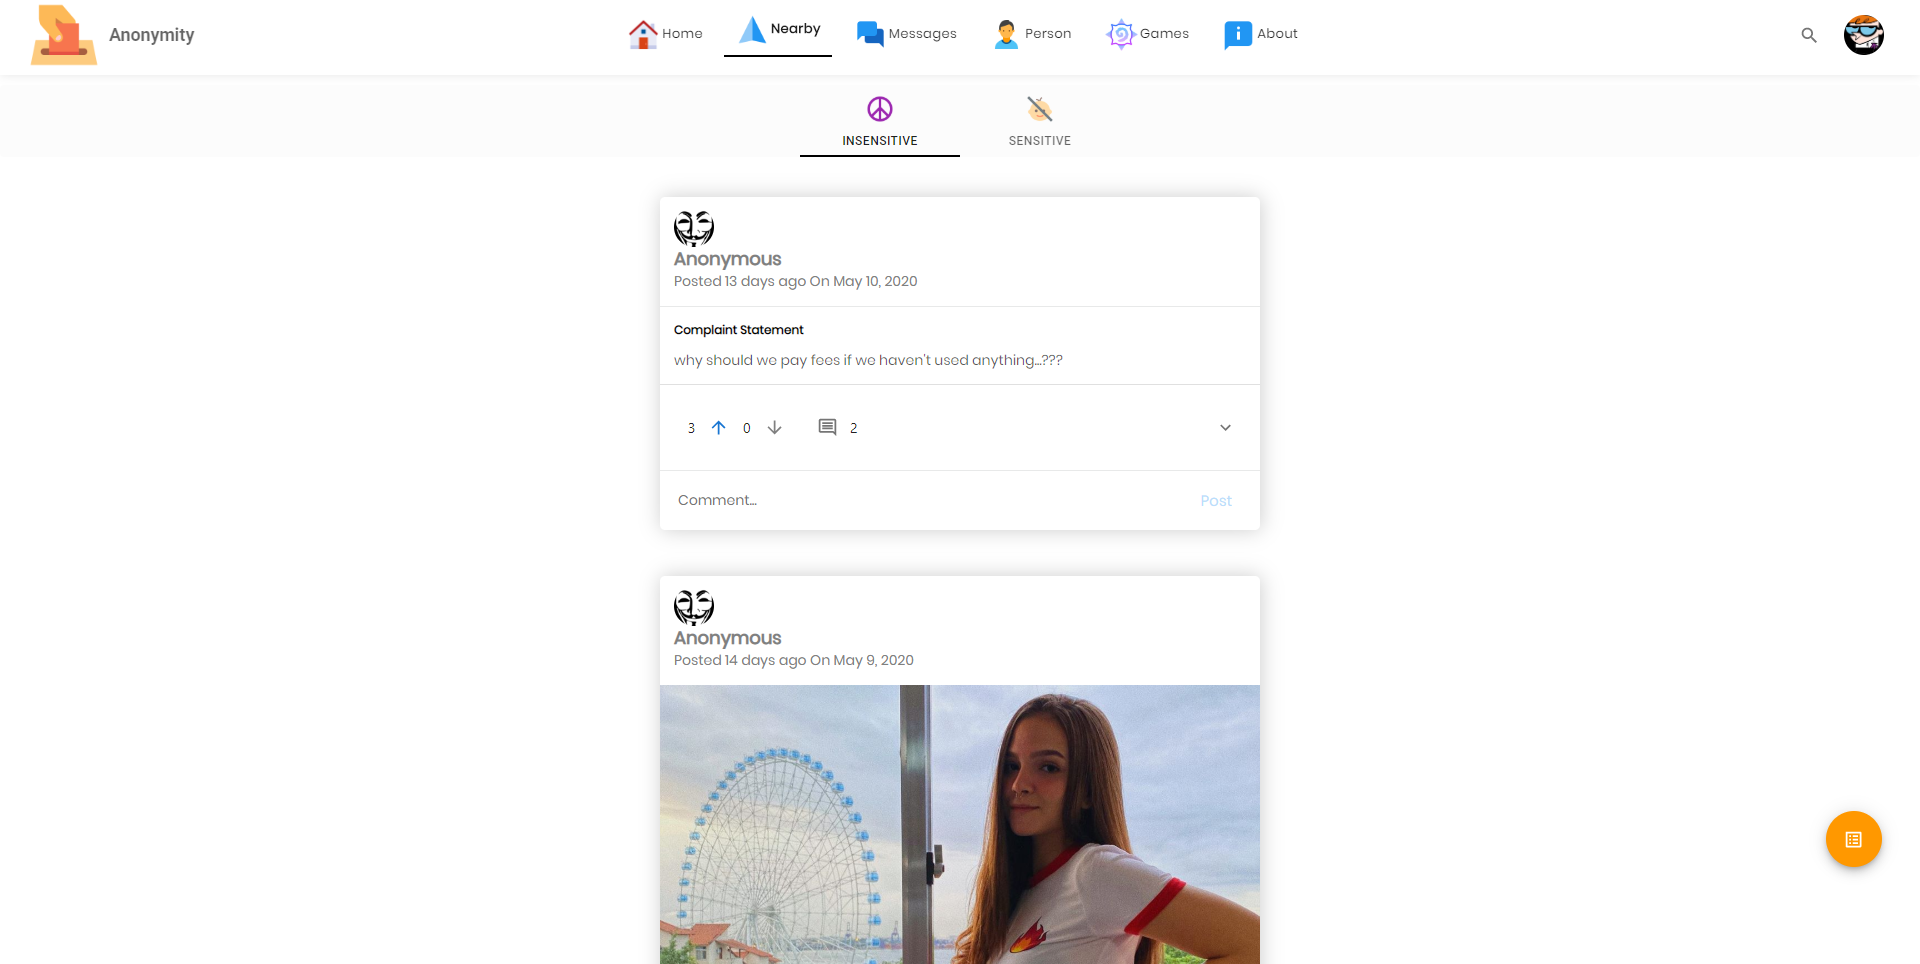 Anonymity
Home
Nearby
Messages
Person
Games
About
INSENSITIVE
SENSITIVE
Anonymous
Posted 13 days ago On May 10, 2020
Complaint Statement
why should we pay fees if we haven't used anything...???
3 0 2
Comment... Post
Anonymous
Posted 14 days ago On May 9, 2020